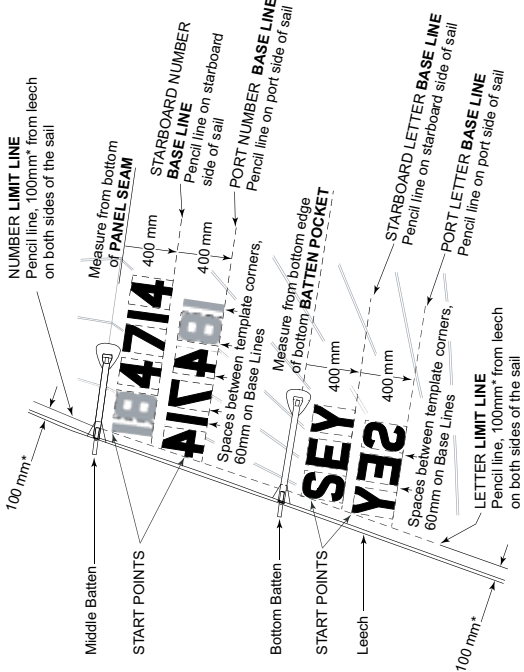 NUMBER LIMIT LINE
Pencil line, 100mm* from leech
on both sides of the sail
100 mm*
Measure from bottom
of PANEL SEAM
STARBOARD NUMBER
BASE LINE
Pencil line on starboard
side of sail
400 mm
PORT NUMBER BASE LINE
Pencil line on port side of sail
400 mm
Middle Batten
184714
184714
START POINTS
Spaces between template corners,
60mm on Base Lines
Measure from bottom edge
of bottom BATTEN POCKET
Bottom Batten
400 mm
STARBOARD LETTER BASE LINE
Pencil line on starboard side of sail
400 mm
PORT LETTER BASE LINE
Pencil line on port side of sail
SEY
SEY
START POINTS
Spaces between template corners,
60mm on Base Lines
Leech
LETTER LIMIT LINE
Pencil line, 100mm* from leech
on both sides of the sail
100 mm*